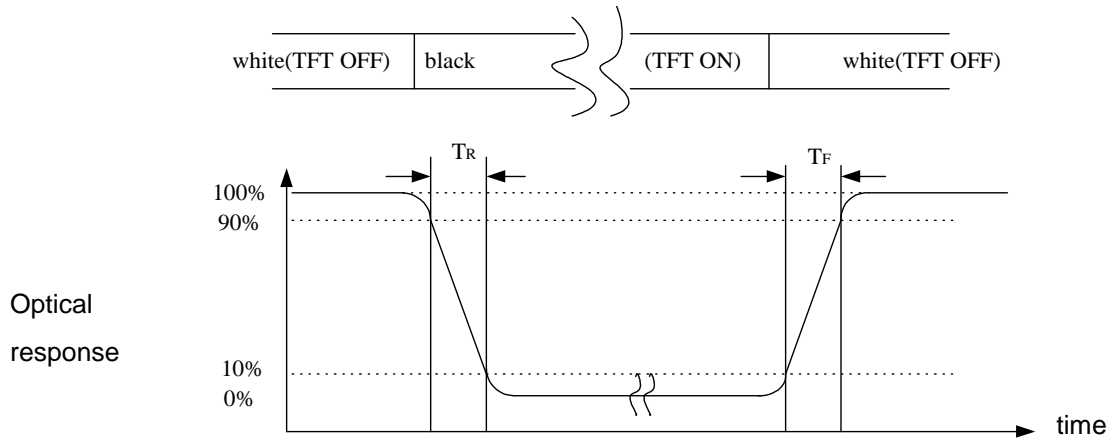 white(TFT OFF) black (TFT ON) white(TFT OFF)
TR TF
100%
90%
Optical
response
10%
0%
time